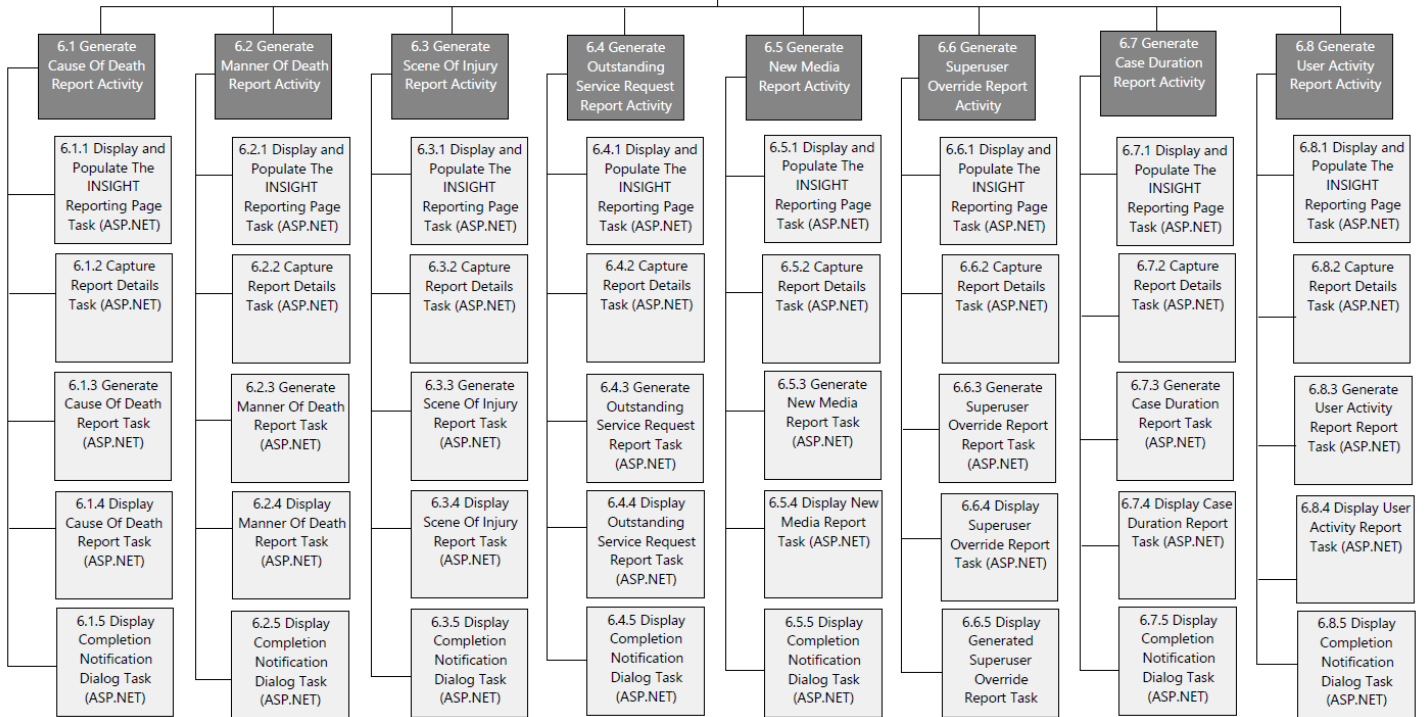 6.1 Generate
Cause Of Death
Report Activity
6.2 Generate
Manner Of Death
Report Activity
6.3 Generate
Scene Of Injury
Report Activity
6.4 Generate
Outstanding
Service Request
Report Activity
6.5 Generate
New Media
Report Activity
6.6 Generate
Superuser
Override Report
Activity
6.7 Generate
Case Duration
Report Activity
6.8 Generate
User Activity
Report Activity
6.1.1 Display and
Populate The
INSIGHT
Reporting Page
Task (ASP.NET)
6.2.1 Display and
Populate The
INSIGHT
Reporting Page
Task (ASP.NET)
6.3.1 Display and
Populate The
INSIGHT
Reporting Page
Task (ASP.NET)
6.4.1 Display and
Populate The
INSIGHT
Reporting Page
Task (ASP.NET)
6.5.1 Display and
Populate The
INSIGHT
Reporting Page
Task (ASP.NET)
6.6.1 Display and
Populate The
INSIGHT
Reporting Page
Task (ASP.NET)
6.7.1 Display and
Populate The
INSIGHT
Reporting Page
Task (ASP.NET)
6.8.1 Display and
Populate The
INSIGHT
Reporting Page
Task (ASP.NET)
6.1.2 Capture
Report Details
Task (ASP.NET)
6.2.2 Capture
Report Details
Task (ASP.NET)
6.3.2 Capture
Report Details
Task (ASP.NET)
6.4.2 Capture
Report Details
Task (ASP.NET)
6.5.2 Capture
Report Details
Task (ASP.NET)
6.6.2 Capture
Report Details
Task (ASP.NET)
6.7.2 Capture
Report Details
Task (ASP.NET)
6.8.2 Capture
Report Details
Task (ASP.NET)
6.1.3 Generate
Cause Of Death
Report Task
(ASP.NET)
6.2.3 Generate
Manner Of Death
Report Task
(ASP.NET)
6.3.3 Generate
Scene Of Injury
Report Task
(ASP.NET)
6.4.3 Generate
Outstanding
Service Request
Report Task
(ASP.NET)
6.5.3 Generate
New Media
Report Task
(ASP.NET)
6.6.3 Generate
Superuser
Override Report
Report Task
(ASP.NET)
6.7.3 Generate
Case Duration
Report Task
(ASP.NET)
6.8.3 Generate
User Activity
Report Report
Task (ASP.NET)
6.1.4 Display
Cause Of Death
Report Task
(ASP.NET)
6.2.4 Display
Manner Of Death
Report Task
(ASP.NET)
6.3.4 Display
Scene Of Injury
Report Task
(ASP.NET)
6.4.4 Display
Outstanding
Service Request
Report Task
(ASP.NET)
6.5.4 Display New
Media Report
Task (ASP.NET)
6.6.4 Display
Superuser
Override Report
Task (ASP.NET)
6.7.4 Display Case
Duration Report
Task (ASP.NET)
6.8.4 Display User
Activity Report
Task (ASP.NET)
6.1.5 Display
Completion
Notification
Dialog Task
(ASP.NET)
6.2.5 Display
Completion
Notification
Dialog Task
(ASP.NET)
6.3.5 Display
Completion
Notification
Dialog Task
(ASP.NET)
6.4.5 Display
Completion
Notification
Dialog Task
(ASP.NET)
6.5.5 Display
Completion
Notification
Dialog Task
(ASP.NET)
6.6.5 Display
Generated
Superuser
Override
Report Task
6.7.5 Display
Completion
Notification
Dialog Task
(ASP.NET)
6.8.5 Display
Completion
Notification
Dialog Task
(ASP.NET)